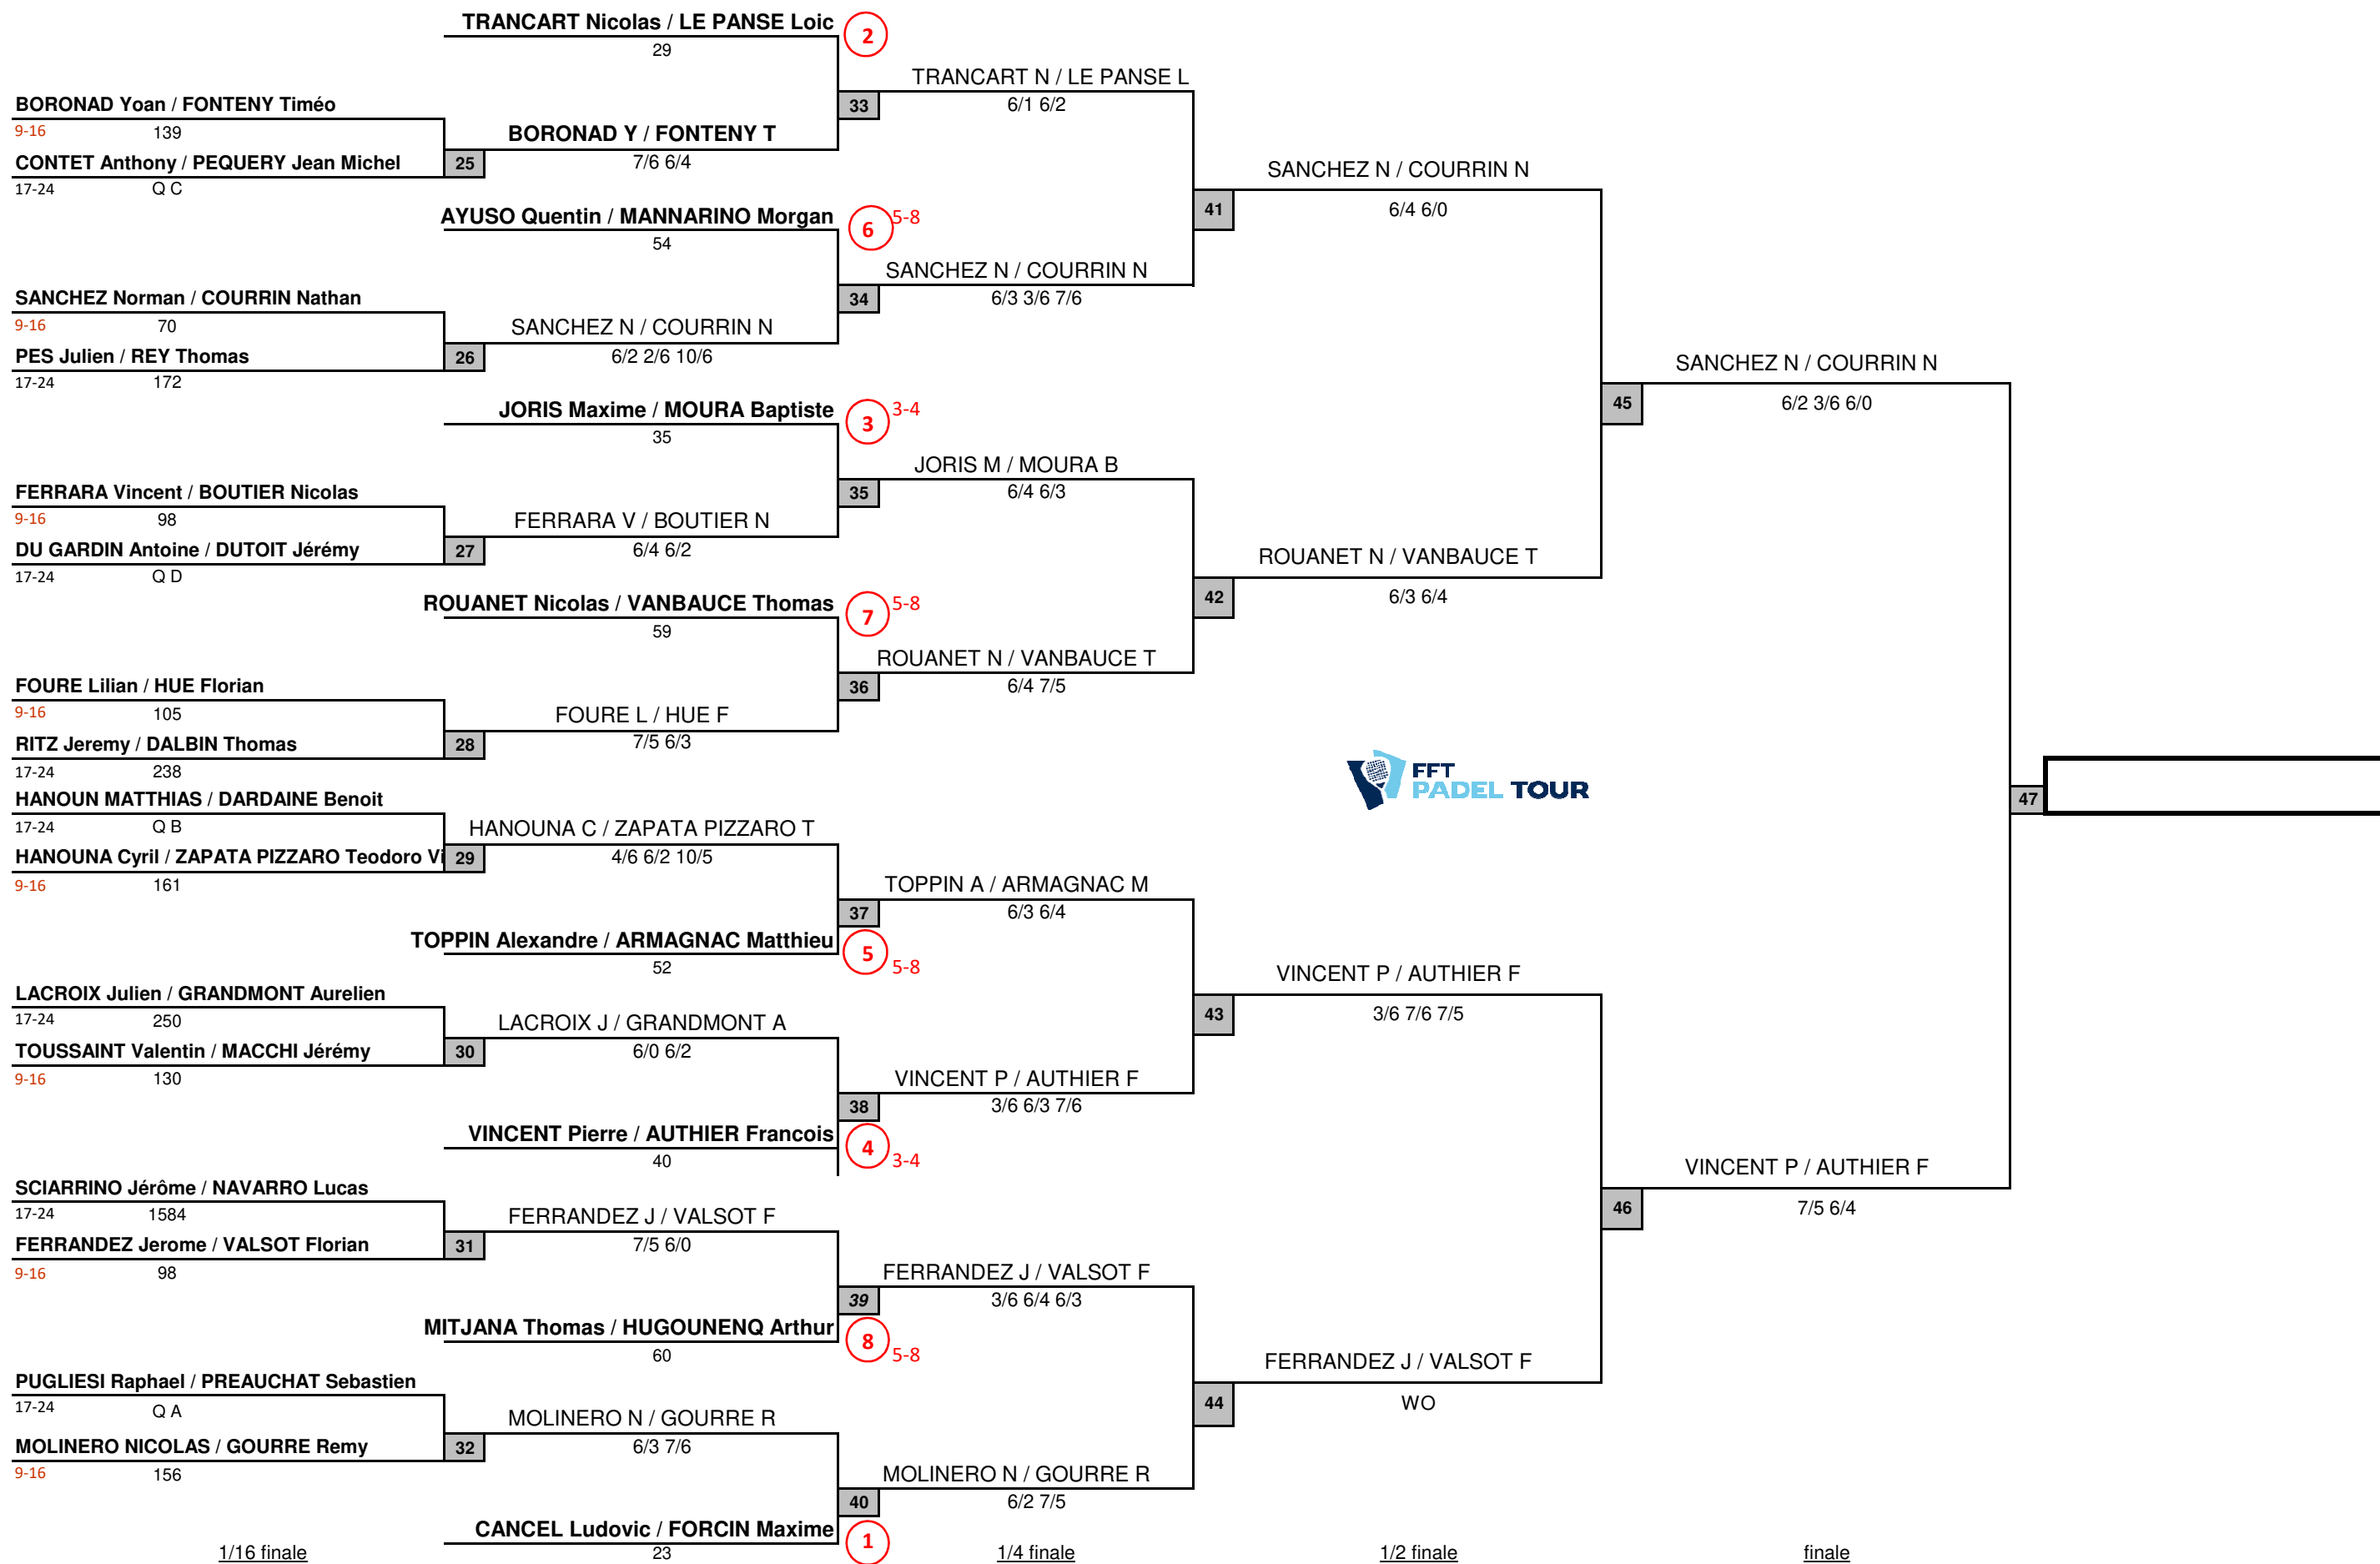 TRANCART Nicolas / LE PANSE Loic
2
29
TRANCART N / LE PANSE L
BORONAD Yoan / FONTENY Timéo
33
6/1 6/2
9-16
139
BORONAD Y / FONTENY T
CONTET Anthony / PEQUERY Jean Michel
25
7/6 6/4
SANCHEZ N / COURRIN N
17-24
Q C
AYUSO Quentin / MANNARINO Morgan
6
5-8
41
6/4 6/0
54
SANCHEZ N / COURRIN N
SANCHEZ Norman / COURRIN Nathan
34
6/3 3/6 7/6
9-16
70
SANCHEZ N / COURRIN N
PES Julien / REY Thomas
26
6/2 2/6 10/6
SANCHEZ N / COURRIN N
17-24
172
JORIS Maxime / MOURA Baptiste
3
3-4
45
6/2 3/6 6/0
35
JORIS M / MOURA B
FERRARA Vincent / BOUTIER Nicolas
35
6/4 6/3
9-16
98
FERRARA V / BOUTIER N
DU GARDIN Antoine / DUTOIT Jérémy
27
6/4 6/2
ROUANET N / VANBAUCE T
17-24
Q D
ROUANET Nicolas / VANBAUCE Thomas
7
5-8
42
6/3 6/4
59
ROUANET N / VANBAUCE T
FOURE Lilian / HUE Florian
36
6/4 7/5
9-16
105
FOURE L / HUE F
RITZ Jeremy / DALBIN Thomas
28
7/5 6/3
17-24
238
FFT
PADEL TOUR
HANOUN MATTHIAS / DARDAINE Benoit
47
17-24
Q B
HANOUNA C / ZAPATA PIZZARO T
HANOUNA Cyril / ZAPATA PIZZARO Teodoro Vi
29
4/6 6/2 10/5
9-16
161
TOPPIN A / ARMAGNAC M
37
6/3 6/4
TOPPIN Alexandre / ARMAGNAC Matthieu
5
5-8
52
VINCENT P / AUTHIER F
LACROIX Julien / GRANDMONT Aurelien
17-24
250
LACROIX J / GRANDMONT A
43
3/6 7/6 7/5
TOUSSAINT Valentin / MACCHI Jérémy
30
6/0 6/2
9-16
130
VINCENT P / AUTHIER F
38
3/6 6/3 7/6
VINCENT Pierre / AUTHIER Francois
4
3-4
40
VINCENT P / AUTHIER F
SCIARRINO Jérôme / NAVARRO Lucas
17-24
1584
FERRANDEZ J / VALSOT F
46
7/5 6/4
FERRANDEZ Jerome / VALSOT Florian
31
7/5 6/0
9-16
98
FERRANDEZ J / VALSOT F
39
3/6 6/4 6/3
MITJANA Thomas / HUGOUNENQ Arthur
8
5-8
60
FERRANDEZ J / VALSOT F
PUGLIESI Raphael / PREAUCHAT Sebastien
17-24
Q A
MOLINERO N / GOURRE R
44
WO
MOLINERO NICOLAS / GOURRE Remy
32
6/3 7/6
9-16
156
MOLINERO N / GOURRE R
40
6/2 7/5
CANCEL Ludovic / FORCIN Maxime
1
23
1/16 finale
1/4 finale
1/2 finale
finale